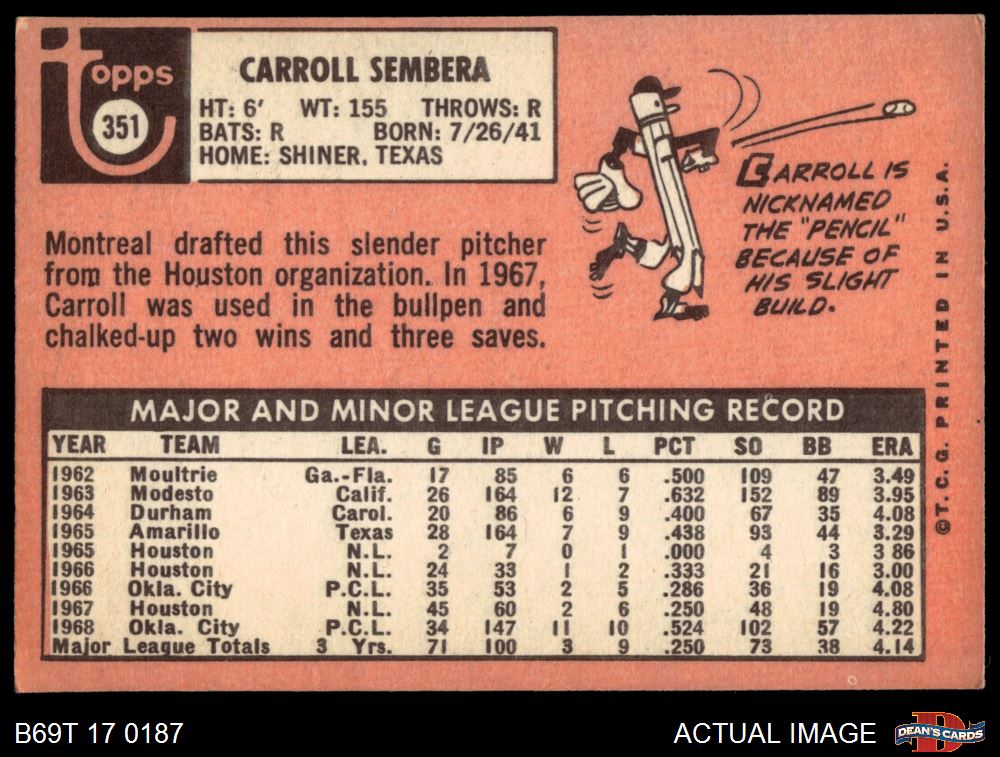 topps
351
CARROLL SEMBERA
HT: 6' WT: 155 THROWS: R
BATS: R BORN: 7/26/41
HOME: SHINER, TEXAS
Montreal drafted this slender pitcher
from the Houston organization. In 1967,
Carroll was used in the bullpen and
chalked-up two wins and three saves.
CARROLL IS
NICKNAMED
THE "PENCIL"
BECAUSE OF
HIS SLIGHT
BUILD.
©T.C.G. PRINTED IN U.S.A.
MAJOR AND MINOR LEAGUE PITCHING RECORD
YEAR TEAM LEA. G IP W L PCT SO BB ERA
1962 Moultrie Ga.-Fla. 17 85 6 6 .500 109 47 3.49
1963 Modesto Calif. 26 164 12 7 .632 152 89 3.95
1964 Durham Carol. 20 86 6 9 .400 67 35 4.08
1965 Amarillo Texas 28 164 7 9 .438 93 44 3.29
1965 Houston N.L. 2 7 0 1 .000 4 3 3 86
1966 Houston N.L. 24 33 1 2 .333 21 16 3.00
1966 Okla. City P.C.L. 35 53 2 5 .286 36 19 4.08
1967 Houston N.L. 45 60 2 6 .250 48 19 4.80
1968 Okla. City P.C.L. 34 147 11 10 .524 102 57 4.22
Major League Totals 3 Yrs. 71 100 3 9 .250 73 38 4.14
B69T 17 0187
ACTUAL IMAGE
D
DEAN'S CARDS